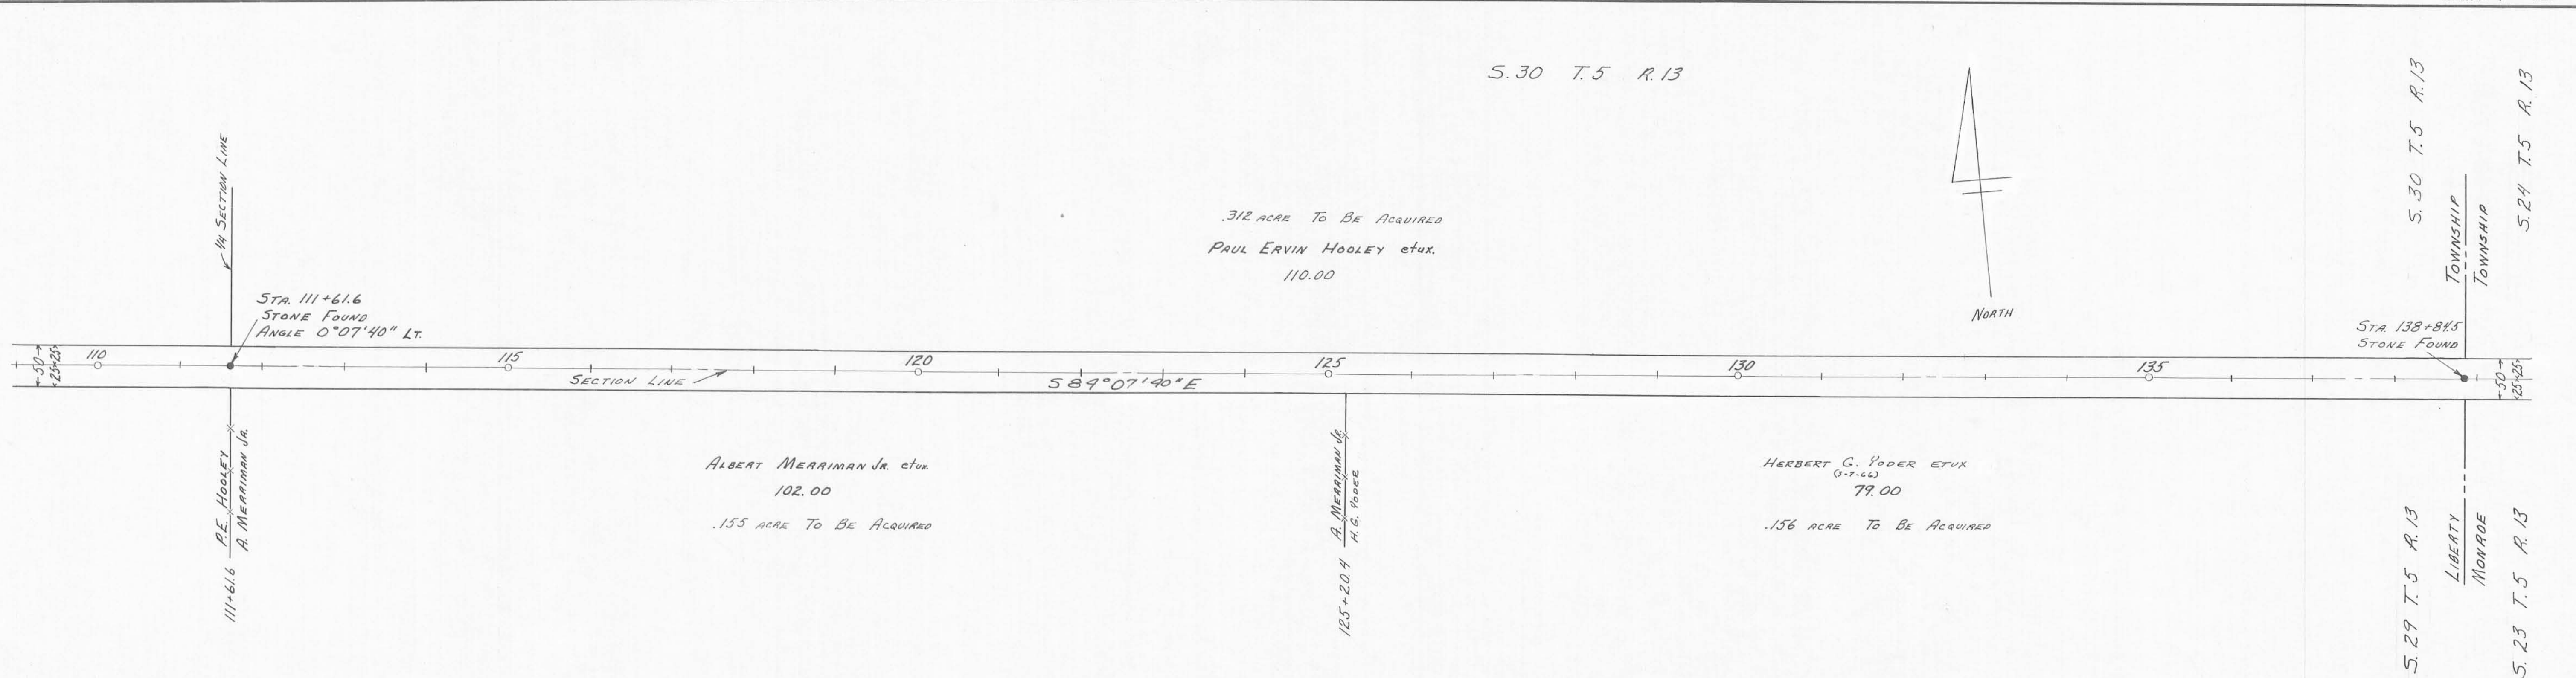 S.30 T.5 R.13
S.30 T.5 R.13
TOWNSHIP
TOWNSHIP
S.24 T.5 R.13
1/4 SECTION LINE
.312 ACRE TO BE ACQUIRED
PAUL ERVIN HOOLEY etux.
110.00
NORTH
STA. 111+61.6
STONE FOUND
ANGLE 0°07'40" LT.
STA. 138+84.5
STONE FOUND
50
25 25
110
115
120
125
130
135
50
25 25
SECTION LINE
S 89°07'40" E
P.E. HOOLEY
A. MERRIMAN JR.
111+61.6
ALBERT MERRIMAN JR. etux.
102.00
.155 ACRE TO BE ACQUIRED
A. MERRIMAN JR.
H.G. YODER
125+20.4
HERBERT G. YODER ETUX
(3-7-66)
79.00
.156 ACRE TO BE ACQUIRED
S.29 T.5 R.13
LIBERTY
MONROE
S.23 T.5 R.13